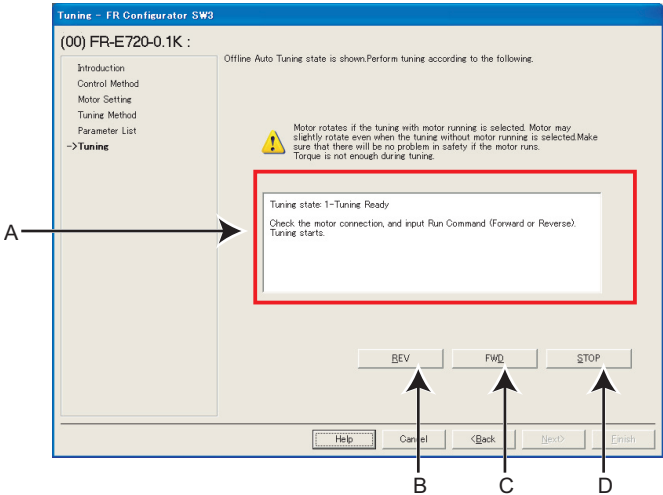 Tuning - FR Configurator SW3
(00) FR-E720-0.1K :
Introduction
Control Method
Motor Setting
Tuning Method
Parameter List
->Tuning
Offline Auto Tuning state is shown.Perform tuning according to the following.
Motor rotates if the tuning with motor running is selected. Motor may
slightly rotate even when the tuning without motor running is selected.Make
sure that there will be no problem in safety if the motor runs.
Torque is not enough during tuning.
Tuning state: 1-Tuning Ready
Check the motor connection, and input Run Command (Forward or Reverse).
Tuning starts.
A
REV
FWD
STOP
Help
Cancel
<Back
Next>
Finish
B
C
D